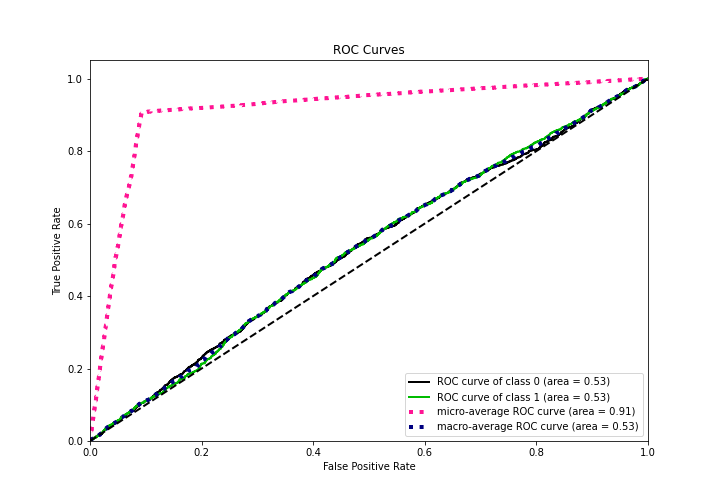 ROC Curves
True Positive Rate
1.0
0.8
0.6
0.4
0.2
0.0
0.0 0.2 0.4 0.6 0.8 1.0
False Positive Rate
ROC curve of class 0 (area = 0.53)
ROC curve of class 1 (area = 0.53)
micro-average ROC curve (area = 0.91)
macro-average ROC curve (area = 0.53)